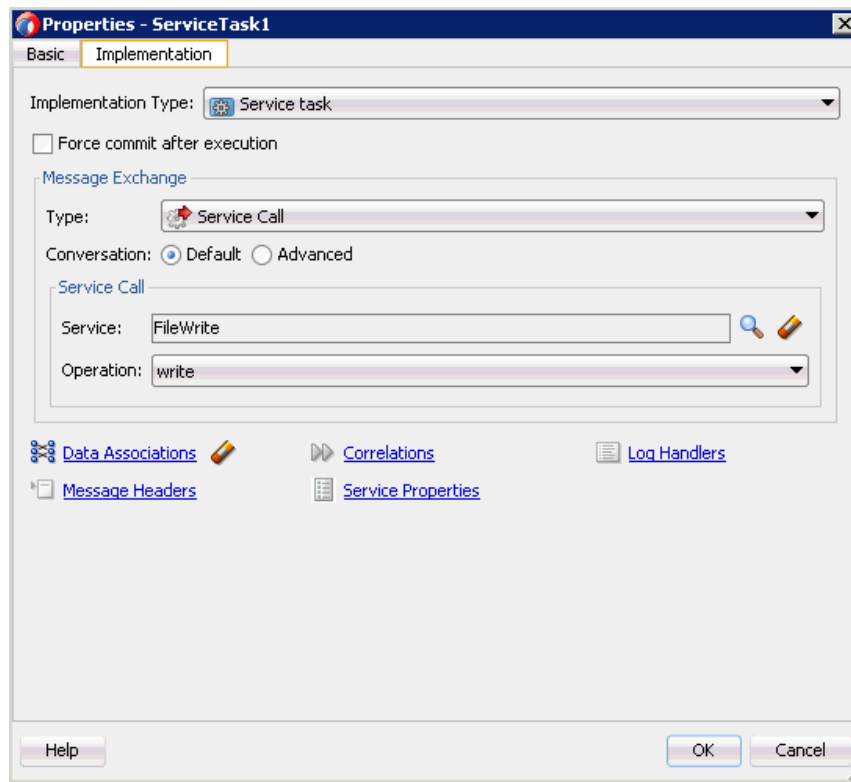 Properties - ServiceTask1
Basic Implementation
Implementation Type: Service task
Force commit after execution
Message Exchange
Type: Service Call
Conversation: Default Advanced
Service Call
Service: FileWrite
Operation: write
Data Associations Correlations Log Handlers
Message Headers Service Properties
Help OK Cancel